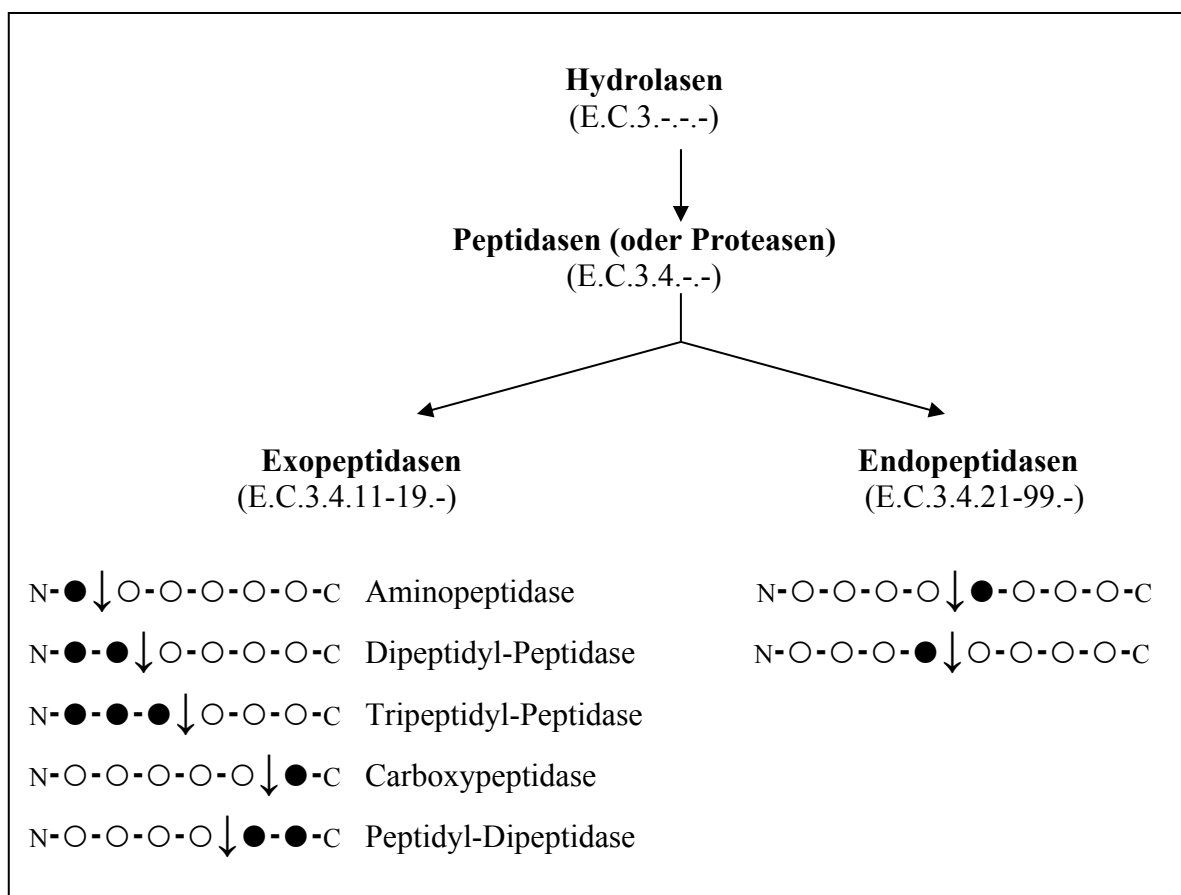 Hydrolasen
(E.C.3.-.-.-)
Peptidasen (oder Proteasen)
(E.C.3.4.-.-)
Exopeptidasen
(E.C.3.4.11-19.-)
N-●↓○-○-○-○-○-C Aminopeptidase
N-●-●↓○-○-○-○-C Dipeptidyl-Peptidase
N-●-●-●↓○-○-○-C Tripeptidyl-Peptidase
N-○-○-○-○-○↓●-C Carboxypeptidase
N-○-○-○-○↓●-●-C Peptidyl-Dipeptidase
Endopeptidasen
(E.C.3.4.21-99.-)
N-○-○-○-○↓●-○-○-○-C
N-○-○-○-●↓○-○-○-○-C